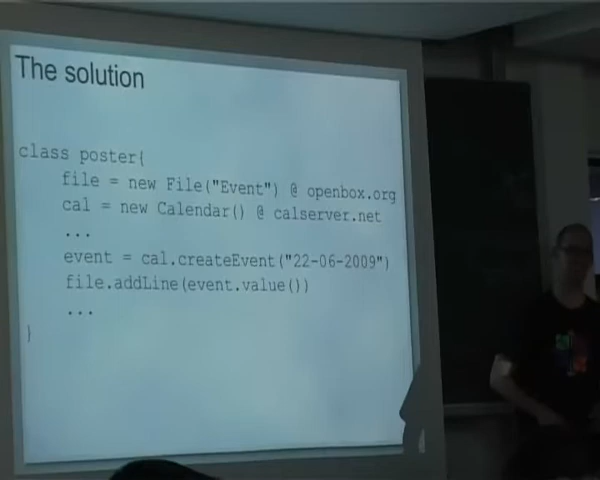 The solution
class poster{
file = new File("Event") @ openbox.org
cal = new Calendar() @ calserver.net
...
event = cal.createEvent("22-06-2009")
file.addLine(event.value())
...
}